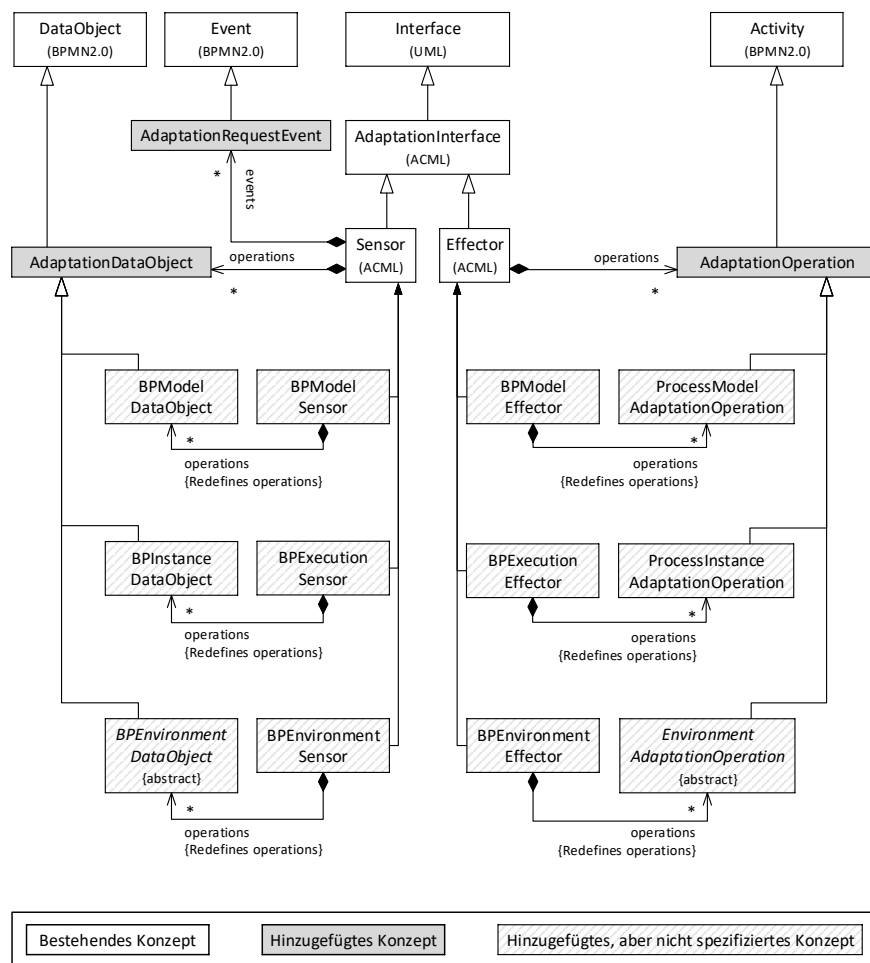 DataObject
(BPMN2.0)
Event
(BPMN2.0)
Interface
(UML)
Activity
(BPMN2.0)
AdaptationRequestEvent
AdaptationInterface
(ACML)
*
events
Sensor
(ACML)
Effector
(ACML)
AdaptationDataObject
operations
*
operations
*
AdaptationOperation
BPModel
DataObject
BPModel
Sensor
BPModel
Effector
ProcessModel
AdaptationOperation
*
operations
{Redefines operations}
*
operations
{Redefines operations}
BPInstance
DataObject
BPExecution
Sensor
BPExecution
Effector
ProcessInstance
AdaptationOperation
*
operations
{Redefines operations}
*
operations
{Redefines operations}
BPEnvironment
DataObject
{abstract}
BPEnvironment
Sensor
BPEnvironment
Effector
Environment
AdaptationOperation
{abstract}
*
operations
{Redefines operations}
*
operations
{Redefines operations}
Bestehendes Konzept
Hinzugefügtes Konzept
Hinzugefügtes, aber nicht spezifiziertes Konzept